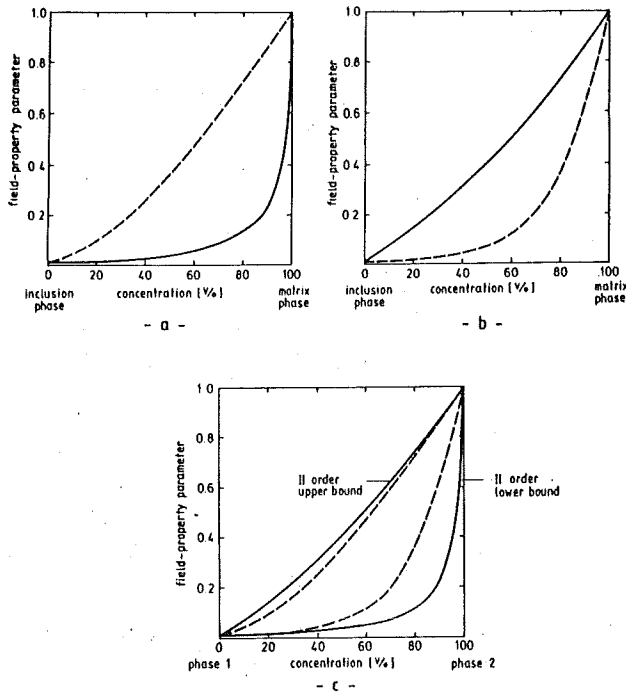 1.0
0.8
0.6
0.4
0.2
field-property parameter
0 20 40 60 80 100
inclusion phase
concentration [V/o]
matrix phase
- a -
1.0
0.8
0.6
0.4
0.2
field-property parameter
0 20 40 60 80 100
inclusion phase
concentration [V/o]
matrix phase
- b -
1.0
0.8
0.6
0.4
0.2
field-property parameter
II order
upper bound
II order
lower bound
0 20 40 60 80 100
phase 1 concentration [V/o] phase 2
- c -